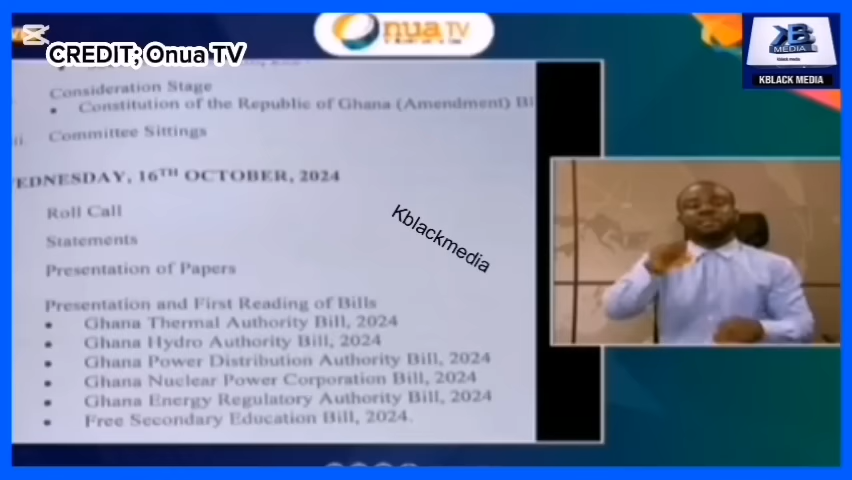 CREDIT; Onua TV
onua TV
KB
MEDIA
KBLACK MEDIA
Consideration Stage
• Constitution of the Republic of Ghana (Amendment) Bi
ii Committee Sittings
EDNESDAY, 16TH OCTOBER, 2024
Roll Call
Statements
Presentation of Papers
Kblackmedia
Presentation and First Reading of Bills
• Ghana Thermal Authority Bill, 2024
• Ghana Hydro Authority Bill, 2024
• Ghana Power Distribution Authority Bill, 2024
• Ghana Nuclear Power Corporation Bill, 2024
• Ghana Energy Regulatory Authority Bill, 2024
• Free Secondary Education Bill, 2024.